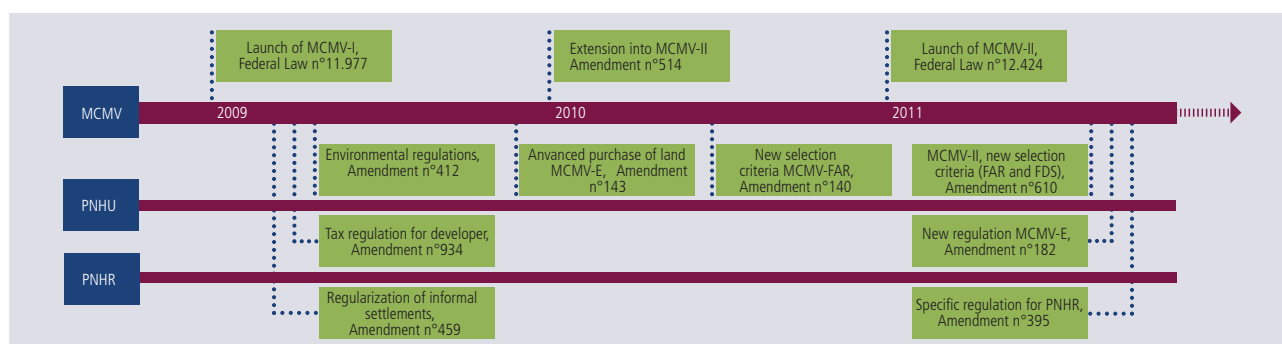 Launch of MCMV-I,
Federal Law n°11.977
Extension into MCMV-II
Amendment n°514
Launch of MCMV-II,
Federal Law n°12.424
MCMV
2009
2010
2011
Environmental regulations,
Amendment n°412
Anvanced purchase of land
MCMV-E, Amendment
n°143
New selection
criteria MCMV-FAR,
Amendment n°140
MCMV-II, new selection
criteria (FAR and FDS),
Amendment n°610
PNHU
Tax regulation for developer,
Amendment n°934
New regulation MCMV-E,
Amendment n°182
PNHR
Regularization of informal
settlements,
Amendment n°459
Specific regulation for PNHR,
Amendment n°395